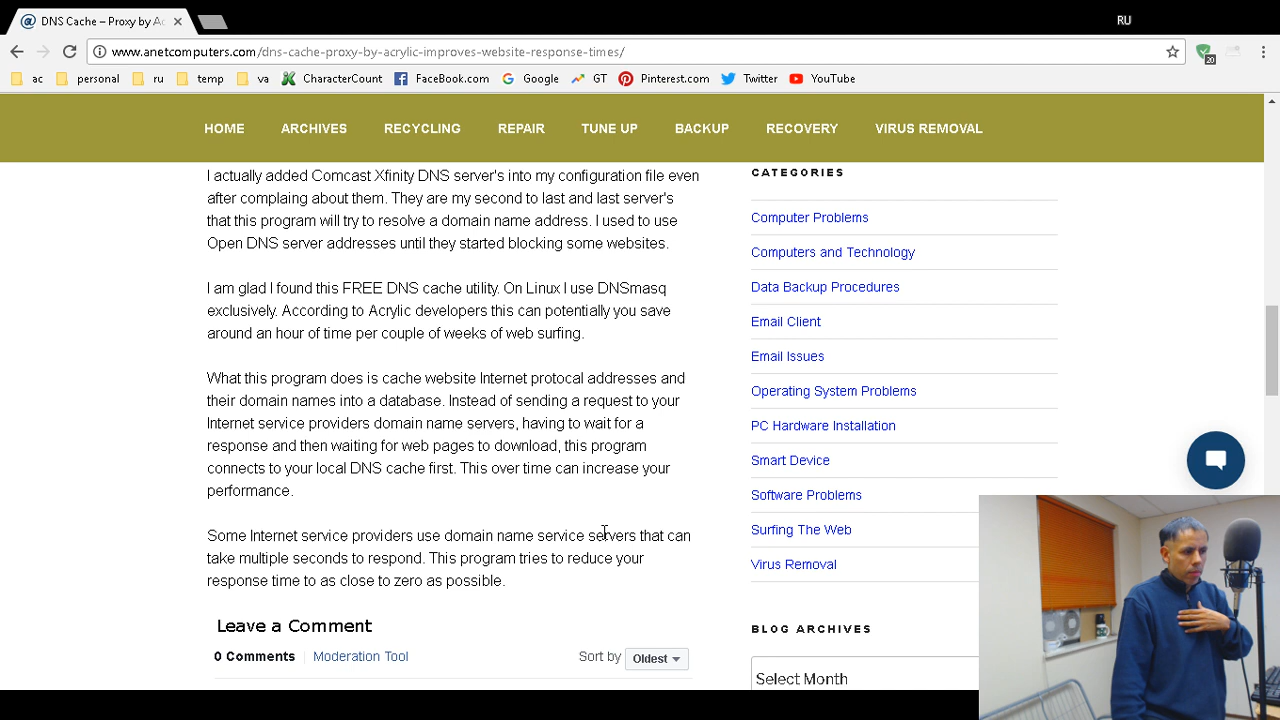 DNS Cache – Proxy by Ac
RU
www.anetcomputers.com/dns-cache-proxy-by-acrylic-improves-website-response-times/
20
ac personal ru temp va CharacterCount FaceBook.com Google GT Pinterest.com Twitter YouTube
HOME ARCHIVES RECYCLING REPAIR TUNE UP BACKUP RECOVERY VIRUS REMOVAL
I actually added Comcast Xfinity DNS server's into my configuration file even
after complaing about them. They are my second to last and last server's
that this program will try to resolve a domain name address. I used to use
Open DNS server addresses until they started blocking some websites.
I am glad I found this FREE DNS cache utility. On Linux I use DNSmasq
exclusively. According to Acrylic developers this can potentially you save
around an hour of time per couple of weeks of web surfing.
What this program does is cache website Internet protocal addresses and
their domain names into a database. Instead of sending a request to your
Internet service providers domain name servers, having to wait for a
response and then waiting for web pages to download, this program
connects to your local DNS cache first. This over time can increase your
performance.
Some Internet service providers use domain name service servers that can
take multiple seconds to respond. This program tries to reduce your
response time to as close to zero as possible.
Leave a Comment
0 Comments Moderation Tool
Sort by Oldest
CATEGORIES
Computer Problems
Computers and Technology
Data Backup Procedures
Email Client
Email Issues
Operating System Problems
PC Hardware Installation
Smart Device
Software Problems
Surfing The Web
Virus Removal
BLOG ARCHIVES
Select Month